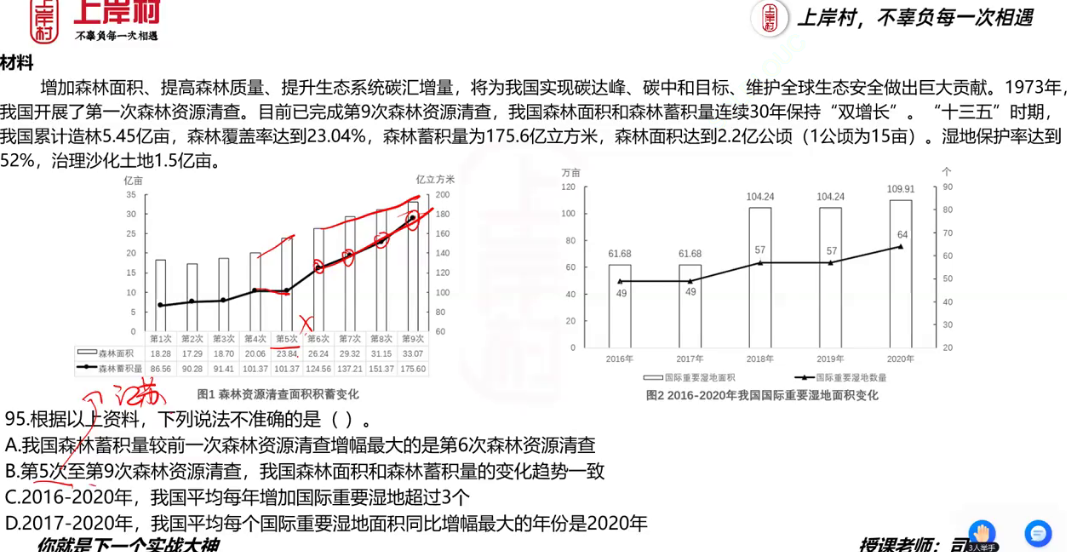 上岸村
上岸村
不辜负每一次相遇
上岸村
上岸村，不辜负每一次相遇
材料
增加森林面积、提高森林质量、提升生态系统碳汇增量，将为我国实现碳达峰、碳中和目标、维护全球生态安全做出巨大贡献。1973年，
我国开展了第一次森林资源清查。目前已完成第9次森林资源清查，我国森林面积和森林蓄积量连续30年保持“双增长”。 “十三五”时期，
我国累计造林5.45亿亩，森林覆盖率达到23.04%，森林蓄积量为175.6亿立方米，森林面积达到2.2亿公顷（1公顷为15亩）。湿地保护率达到
52%，治理沙化土地1.5亿亩。
亿亩 亿立方米
35 200
30 180
25 160
20 140
15 120
10 100
5 80
0 60
第1次 第2次 第3次 第4次 第5次 第6次 第7次 第8次 第9次
森林面积 18.28 17.29 18.70 20.06 23.84 26.24 29.32 31.15 33.07
森林蓄积量 86.56 90.28 91.41 101.37 101.37 124.56 137.21 151.37 175.60
图1 森林资源清查面积积蓄变化
万亩 个
120 90
100 80
80 70
60 60
40 50
20 40
0 30
20
61.68 61.68 104.24 104.24 109.91
49 49 57 57 64
2016年 2017年 2018年 2019年 2020年
国际重要湿地面积 国际重要湿地数量
图2 2016-2020年我国国际重要湿地面积变化
江苏
95.根据以上资料，下列说法不准确的是（ ）。
A.我国森林蓄积量较前一次森林资源清查增幅最大的是第6次森林资源清查
B.第5次至第9次森林资源清查，我国森林面积和森林蓄积量的变化趋势一致
C.2016-2020年，我国平均每年增加国际重要湿地超过3个
D.2017-2020年，我国平均每个国际重要湿地面积同比增幅最大的年份是2020年
你就是下一个实战大神
授课老师：司
3人举手